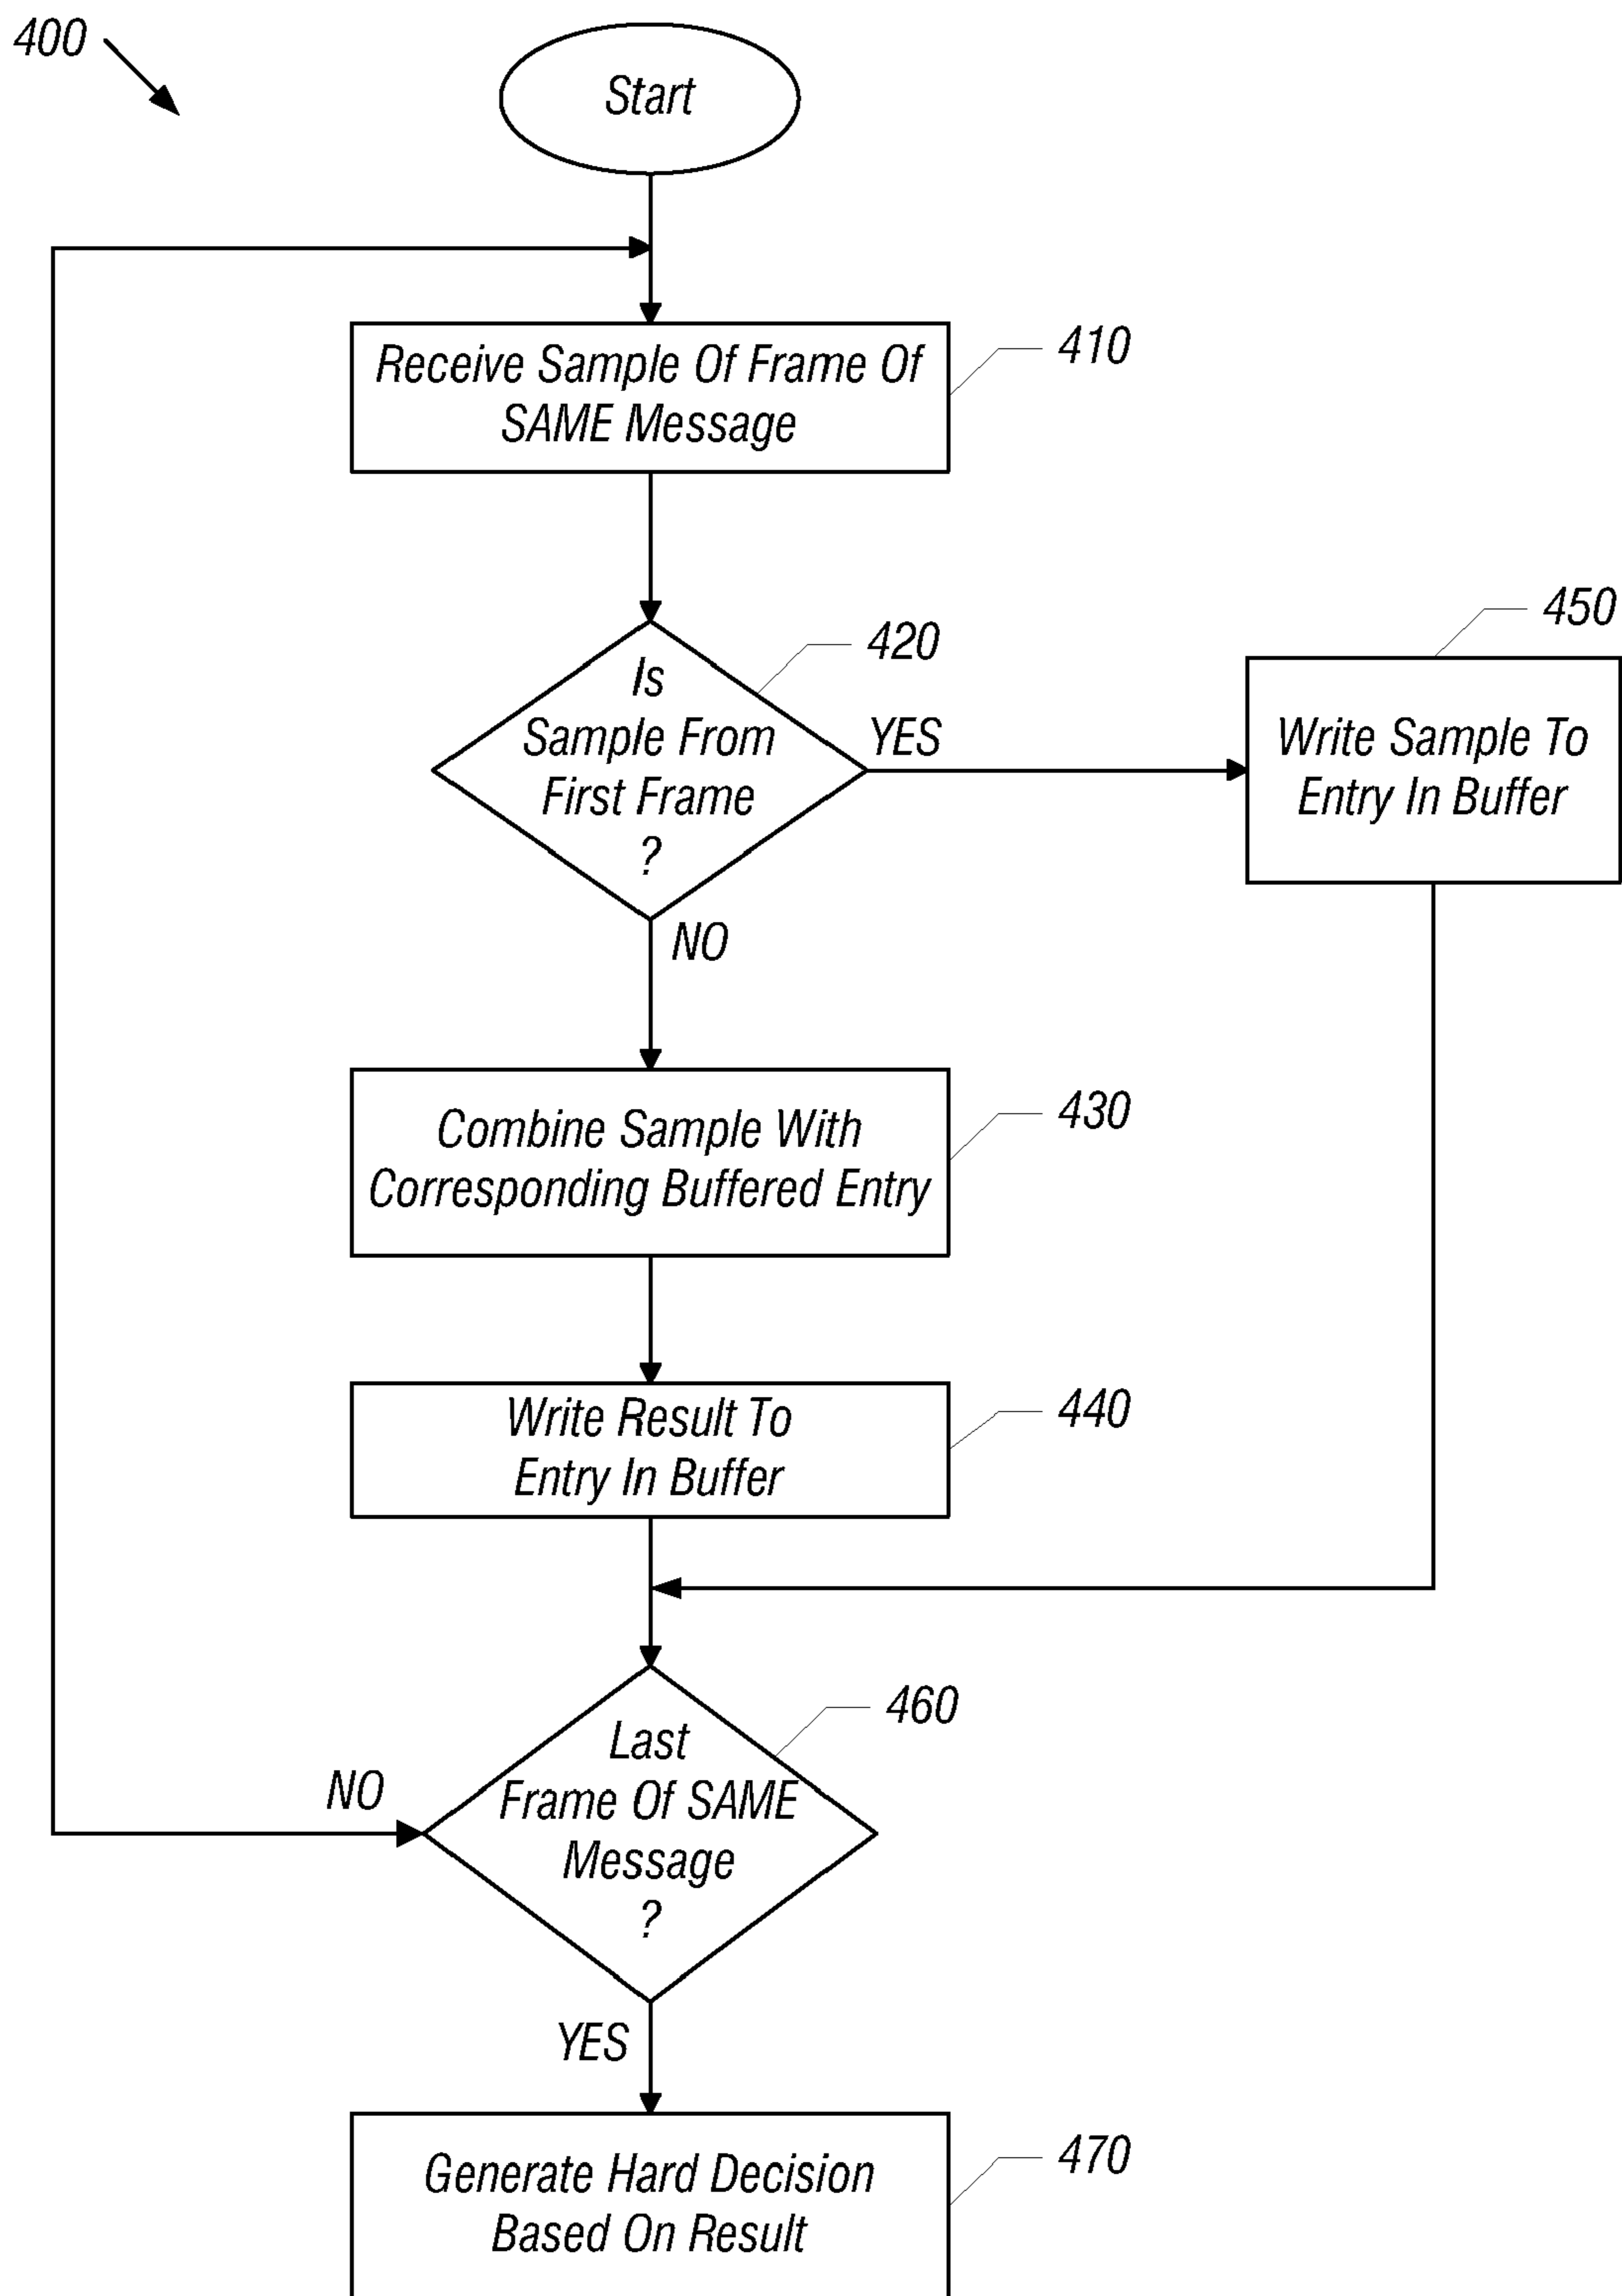 400
Start
Receive Sample Of Frame Of
SAME Message
410
Is
Sample From
First Frame
?
420
YES
NO
450
Write Sample To
Entry In Buffer
Combine Sample With
Corresponding Buffered Entry
430
Write Result To
Entry In Buffer
440
Last
Frame Of SAME
Message
?
460
NO
YES
Generate Hard Decision
Based On Result
470